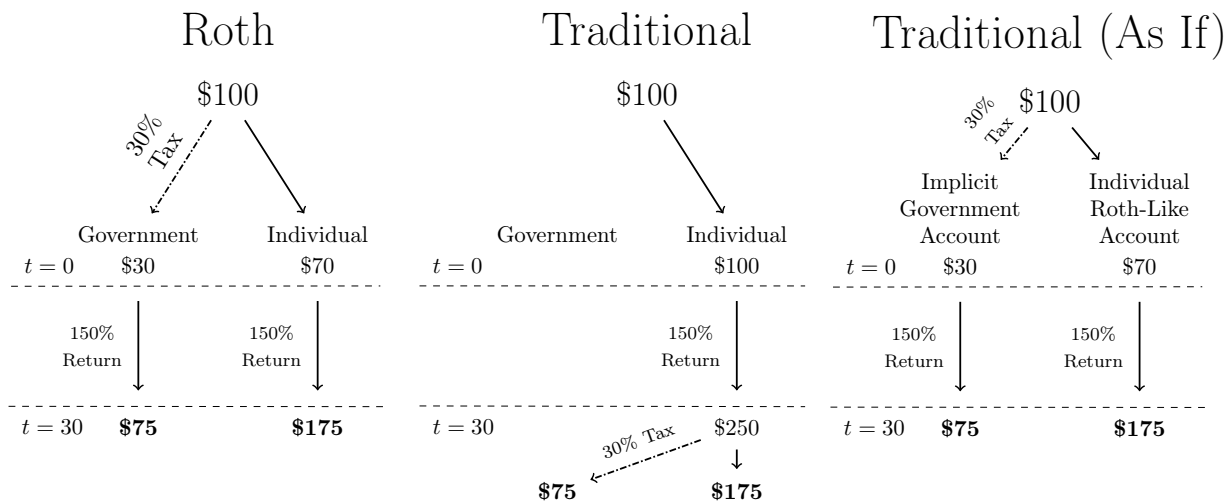 Roth
$100
30%
Tax
Government Individual
t = 0 $30 $70
150%
Return
150%
Return
t = 30 $75 $175
Traditional
$100
Government Individual
t = 0 $100
150%
Return
t = 30 $250
30% Tax
$75 $175
Traditional (As If)
$100
30%
Tax
Implicit
Government
Account
Individual
Roth-Like
Account
t = 0 $30 $70
150%
Return
150%
Return
t = 30 $75 $175